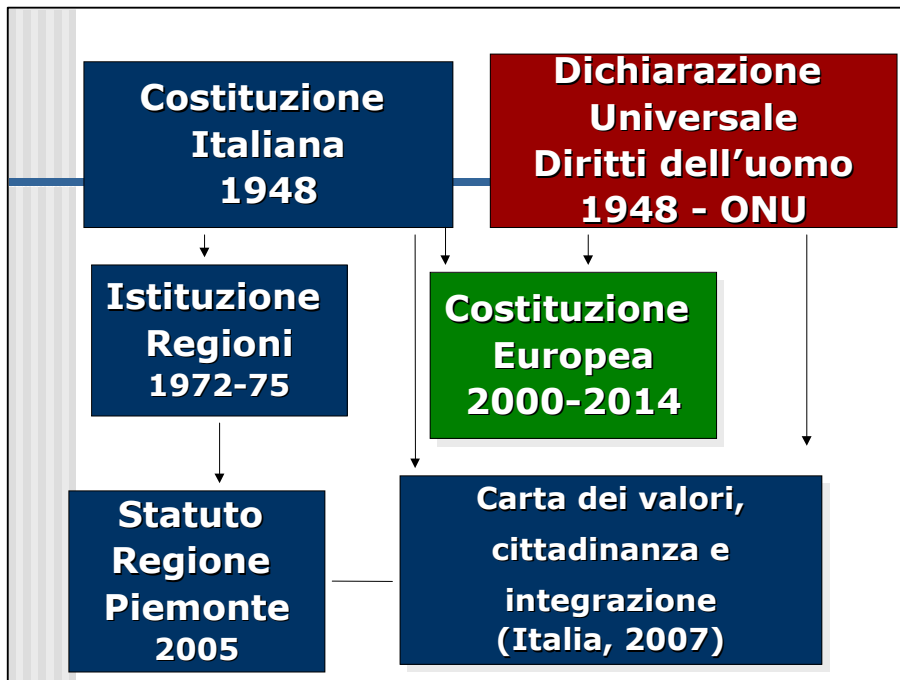 Costituzione
Italiana
1948
Dichiarazione
Universale
Diritti dell’uomo
1948 - ONU
Istituzione
Regioni
1972-75
Costituzione
Europea
2000-2014
Statuto
Regione
Piemonte
2005
Carta dei valori,
cittadinanza e
integrazione
(Italia, 2007)